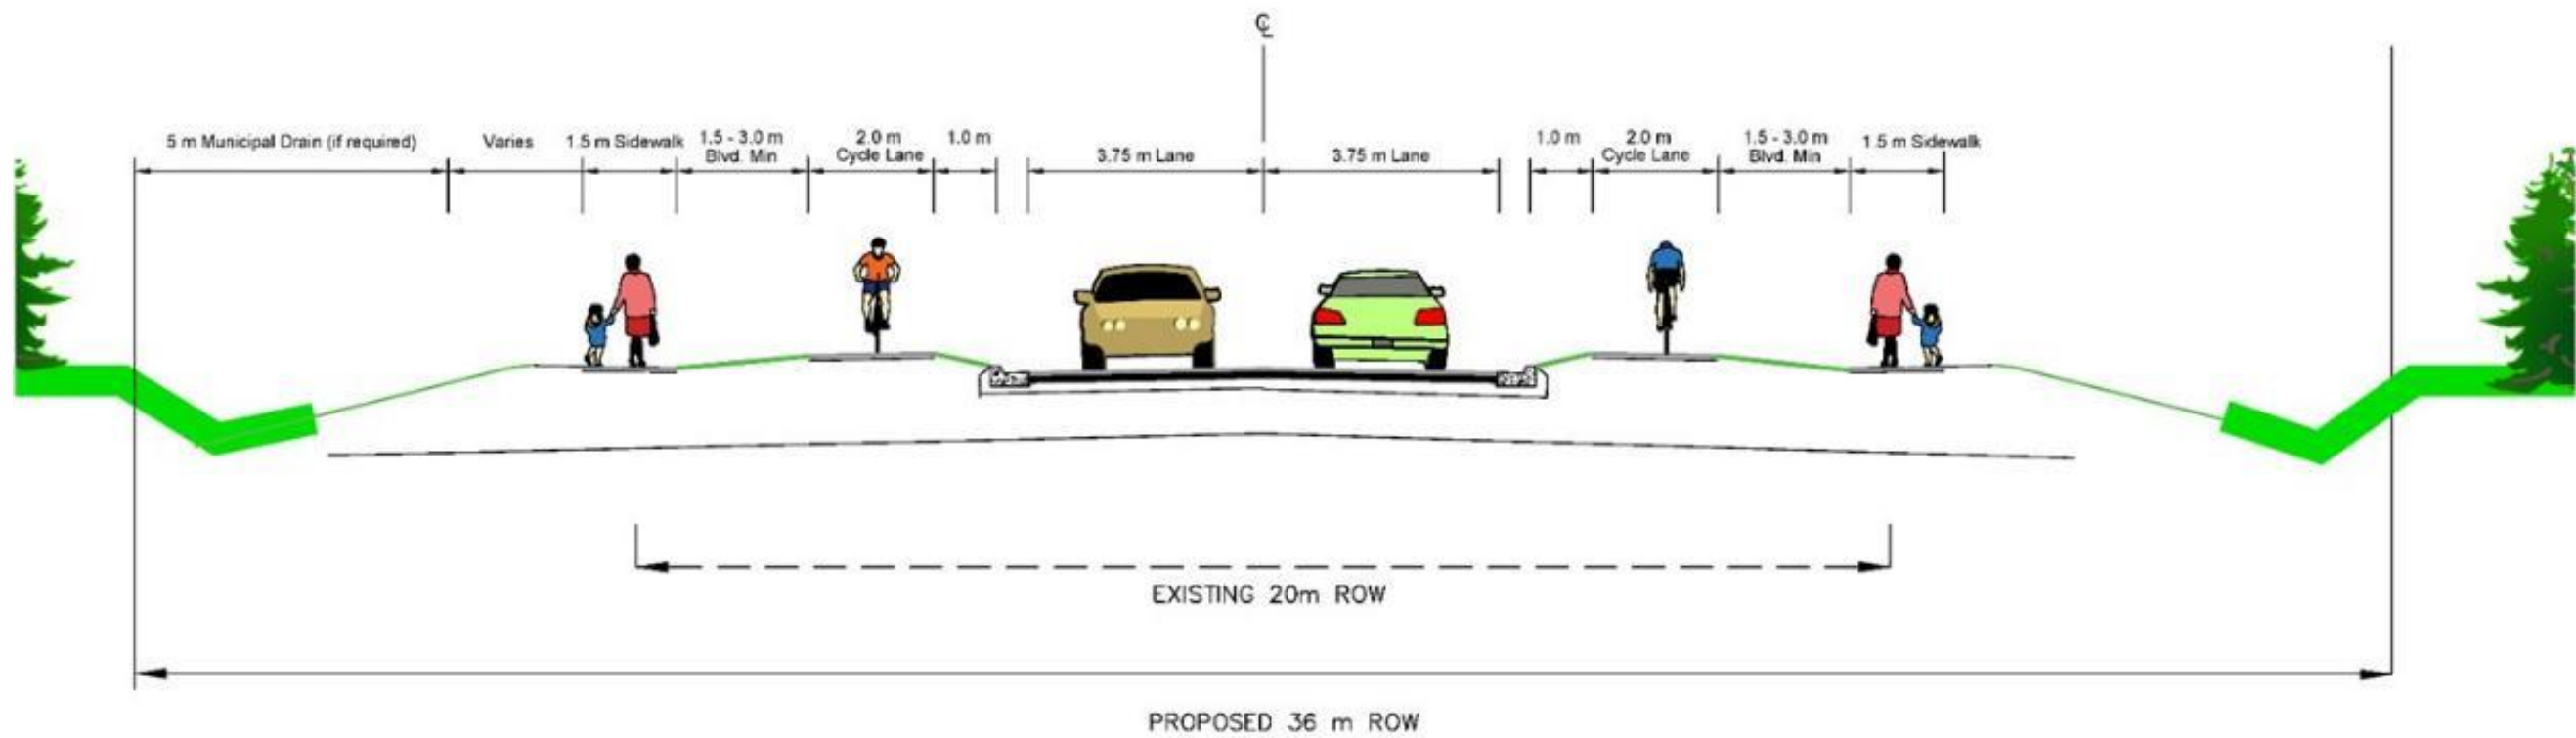 ℄
5 m Municipal Drain (if required)
Varies
1.5 m Sidewalk
1.5 - 3.0 m
Blvd. Min
2.0 m
Cycle Lane
1.0 m
3.75 m Lane
3.75 m Lane
1.0 m
2.0 m
Cycle Lane
1.5 - 3.0 m
Blvd. Min
1.5 m Sidewalk
EXISTING 20m ROW
PROPOSED 36 m ROW